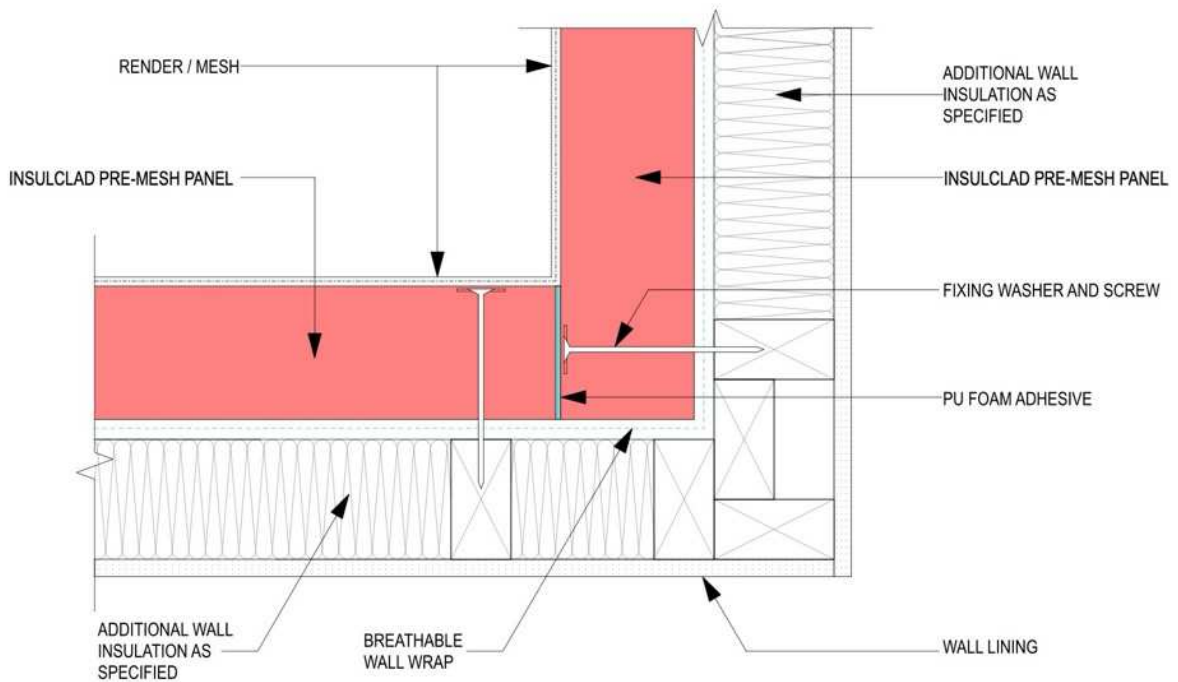 RENDER / MESH
ADDITIONAL WALL
INSULATION AS
SPECIFIED
INSULCLAD PRE-MESH PANEL
INSULCLAD PRE-MESH PANEL
FIXING WASHER AND SCREW
PU FOAM ADHESIVE
ADDITIONAL WALL
INSULATION AS
SPECIFIED
BREATHABLE
WALL WRAP
WALL LINING